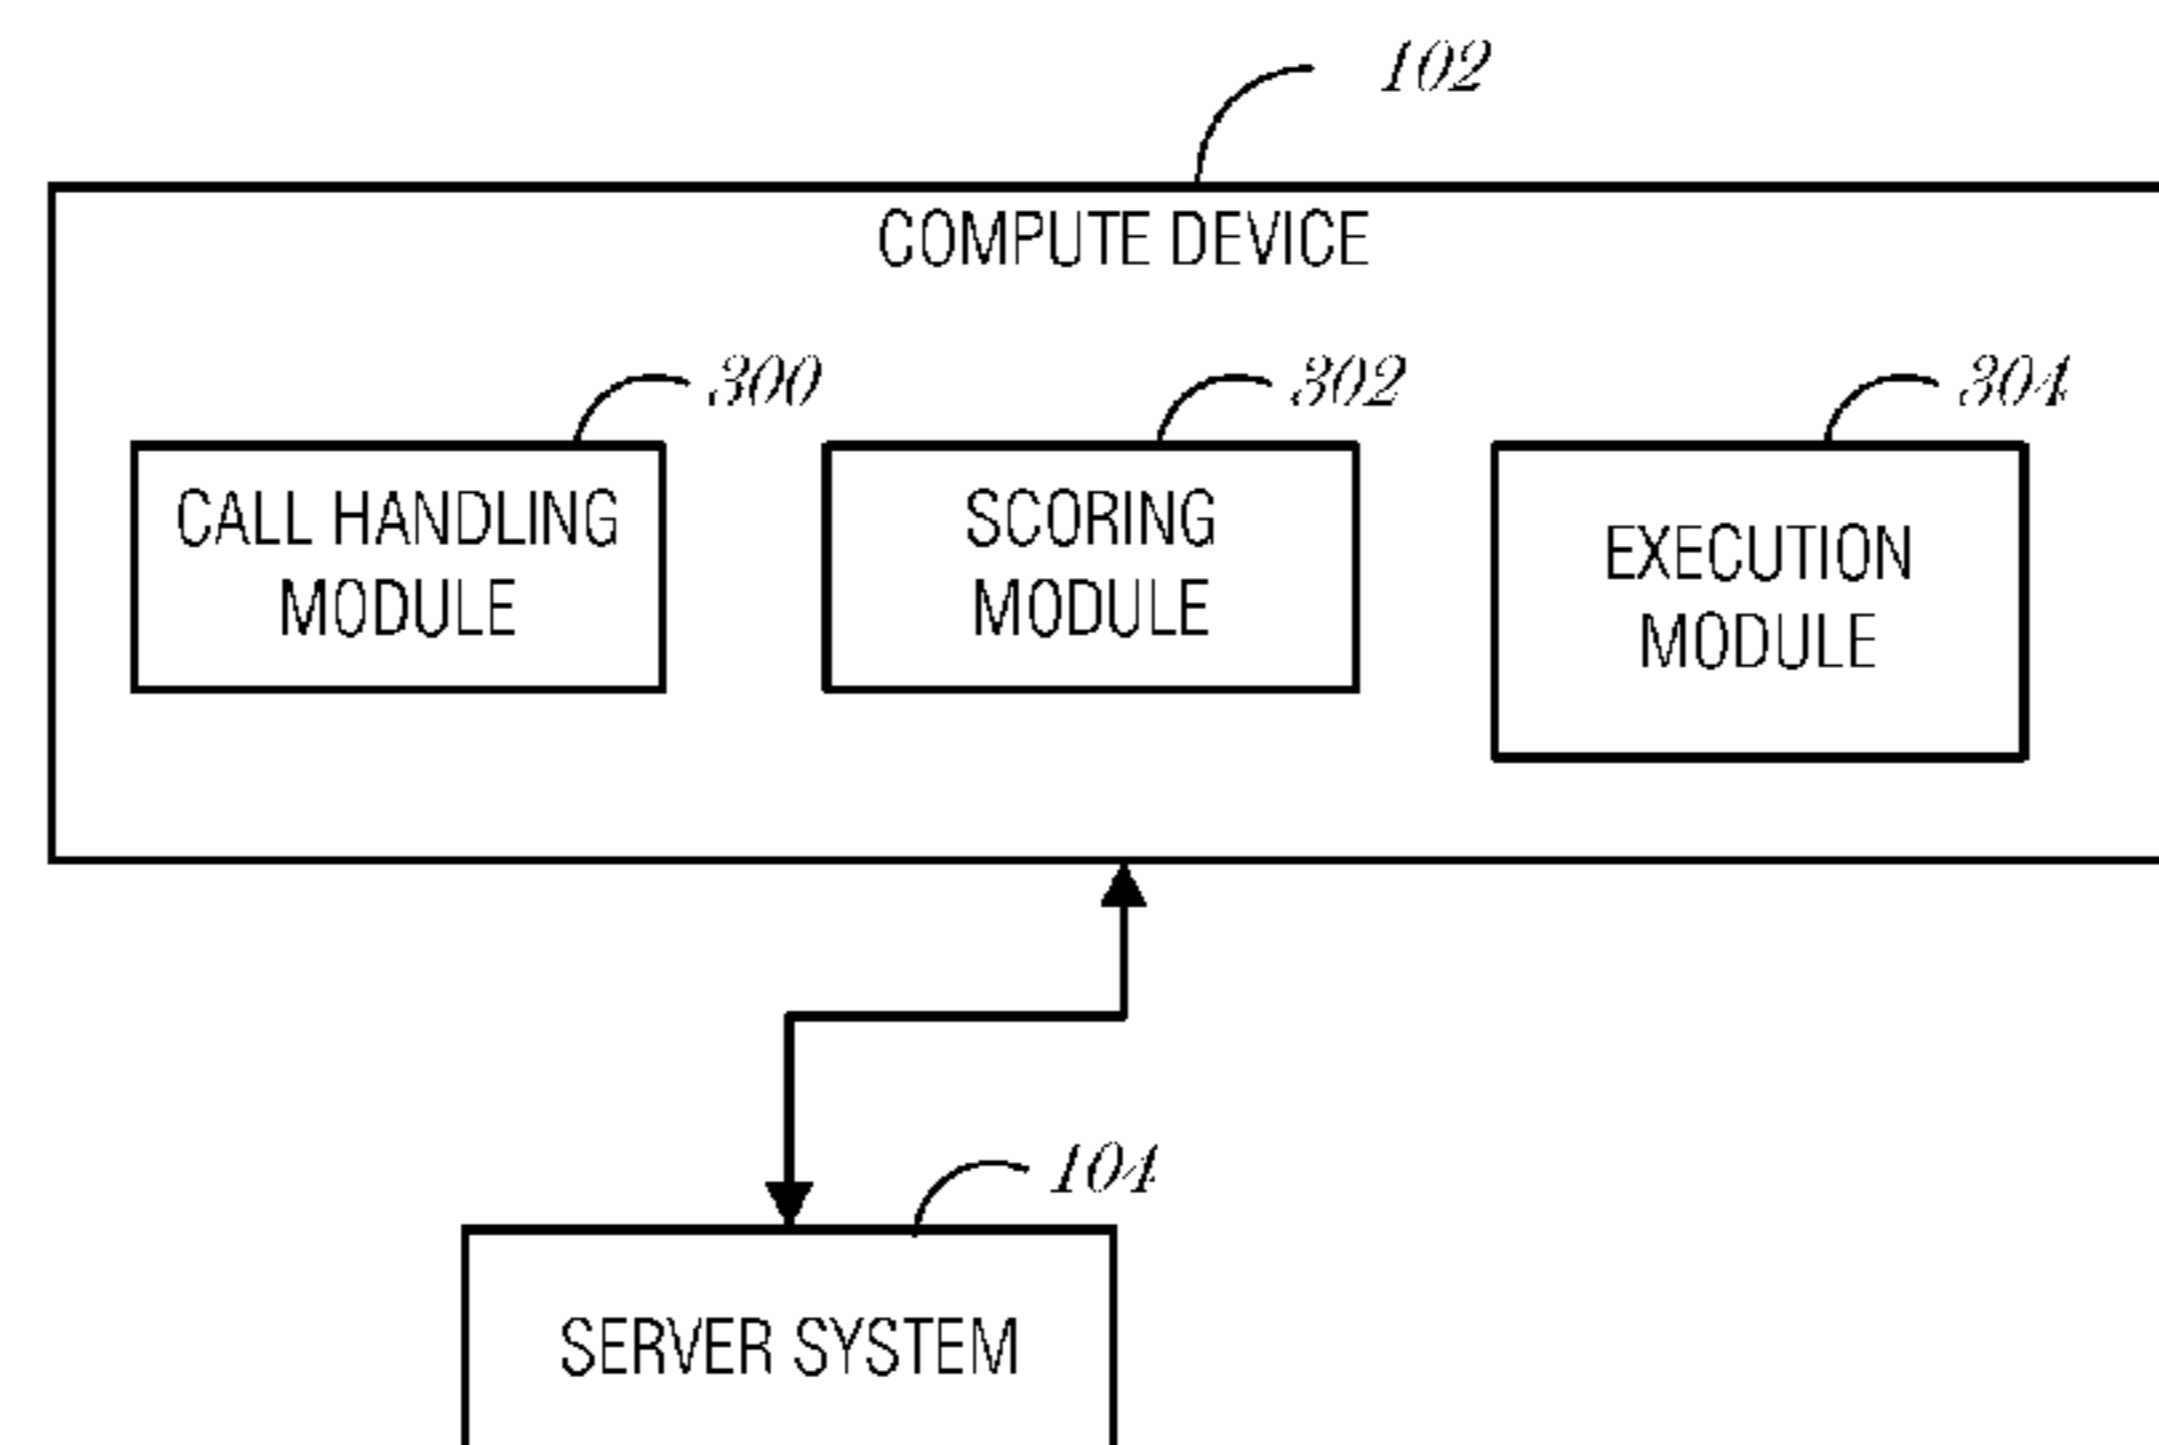 102
COMPUTE DEVICE
300
302
304
CALL HANDLING
MODULE
SCORING
MODULE
EXECUTION
MODULE
104
SERVER SYSTEM